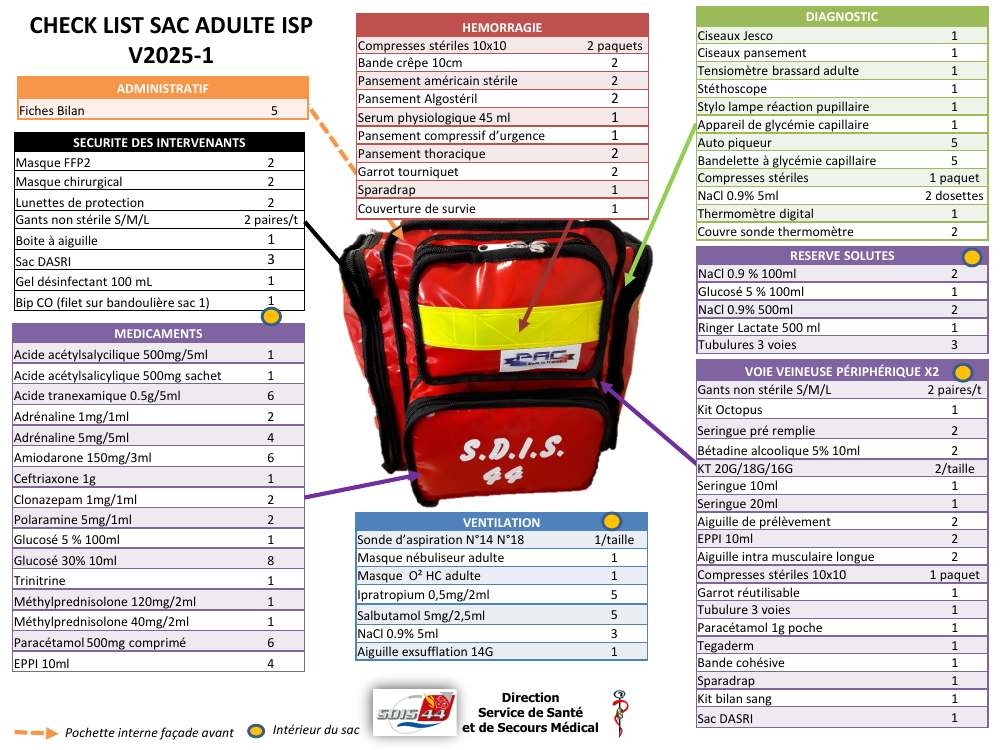 CHECK LIST SAC ADULTE ISP
V2025-1
ADMINISTRATIF
Fiches Bilan 5
SECURITE DES INTERVENANTS
Masque FFP2 2
Masque chirurgical 2
Lunettes de protection 2
Gants non stérile S/M/L 2 paires/t
Boite à aiguille 1
Sac DASRI 3
Gel désinfectant 100 mL 1
Bip CO (filet sur bandoulière sac 1) 1
MEDICAMENTS
Acide acétylsalycilique 500mg/5ml 1
Acide acétylsalicylique 500mg sachet 1
Acide tranexamique 0.5g/5ml 6
Adrénaline 1mg/1ml 2
Adrénaline 5mg/5ml 4
Amiodarone 150mg/3ml 6
Ceftriaxone 1g 1
Clonazepam 1mg/1ml 2
Polaramine 5mg/1ml 2
Glucosé 5 % 100ml 1
Glucosé 30% 10ml 8
Trinitrine 1
Méthylprednisolone 120mg/2ml 1
Méthylprednisolone 40mg/2ml 1
Paracétamol 500mg comprimé 6
EPPI 10ml 4
HEMORRAGIE
Compresses stériles 10x10 2 paquets
Bande crêpe 10cm 2
Pansement américain stérile 2
Pansement Algostéril 2
Serum physiologique 45 ml 1
Pansement compressif d’urgence 1
Pansement thoracique 2
Garrot tourniquet 2
Sparadrap 1
Couverture de survie 1
PAC
S.D.I.S.
44
VENTILATION
Sonde d’aspiration N°14 N°18 1/taille
Masque nébuliseur adulte 1
Masque O² HC adulte 1
Ipratropium 0,5mg/2ml 5
Salbutamol 5mg/2,5ml 5
NaCl 0.9% 5ml 3
Aiguille exsufflation 14G 1
DIAGNOSTIC
Ciseaux Jesco 1
Ciseaux pansement 1
Tensiomètre brassard adulte 1
Stéthoscope 1
Stylo lampe réaction pupillaire 1
Appareil de glycémie capillaire 1
Auto piqueur 5
Bandelette à glycémie capillaire 5
Compresses stériles 1 paquet
NaCl 0.9% 5ml 2 dosettes
Thermomètre digital 1
Couvre sonde thermomètre 2
RESERVE SOLUTES
NaCl 0.9 % 100ml 2
Glucosé 5 % 100ml 1
NaCl 0.9% 500ml 2
Ringer Lactate 500 ml 1
Tubulures 3 voies 3
VOIE VEINEUSE PÉRIPHÉRIQUE X2
Gants non stérile S/M/L 2 paires/t
Kit Octopus 1
Seringue pré remplie 2
Bétadine alcoolique 5% 10ml 2
KT 20G/18G/16G 2/taille
Seringue 10ml 1
Seringue 20ml 1
Aiguille de prélèvement 2
EPPI 10ml 2
Aiguille intra musculaire longue 2
Compresses stériles 10x10 1 paquet
Garrot réutilisable 1
Tubulure 3 voies 1
Paracétamol 1g poche 1
Tegaderm 1
Bande cohésive 1
Sparadrap 1
Kit bilan sang 1
Sac DASRI 1
Pochette interne façade avant
Intérieur du sac
SDIS 44
Direction
Service de Santé
et de Secours Médical